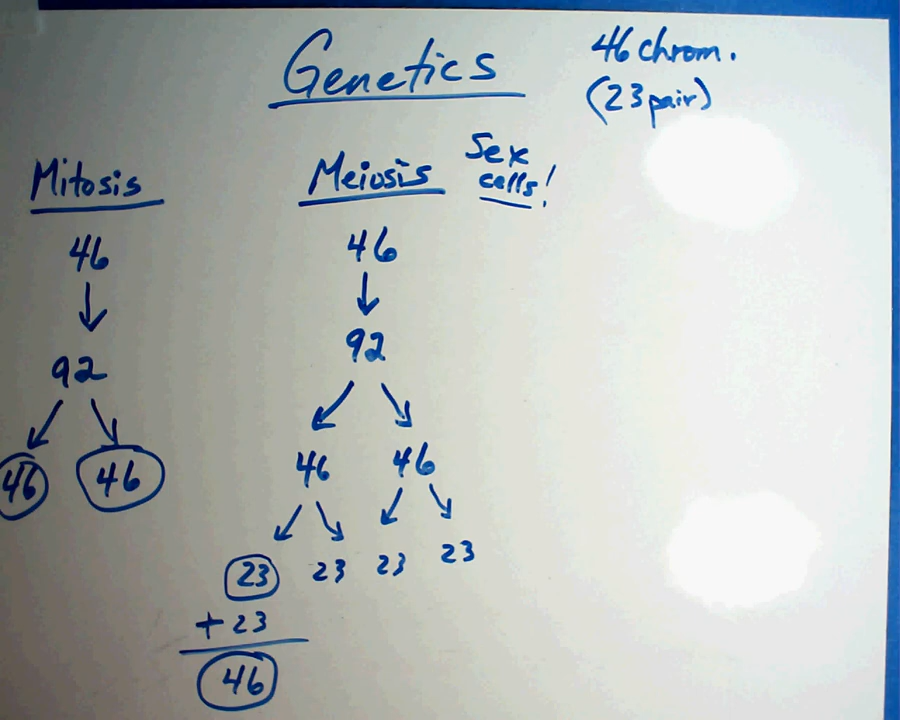 Genetics
46 chrom.
(23 pair)
Mitosis
46
92
46 46
Meiosis
Sex
cells!
46
92
46 46
23 23 23 23
+ 23
46